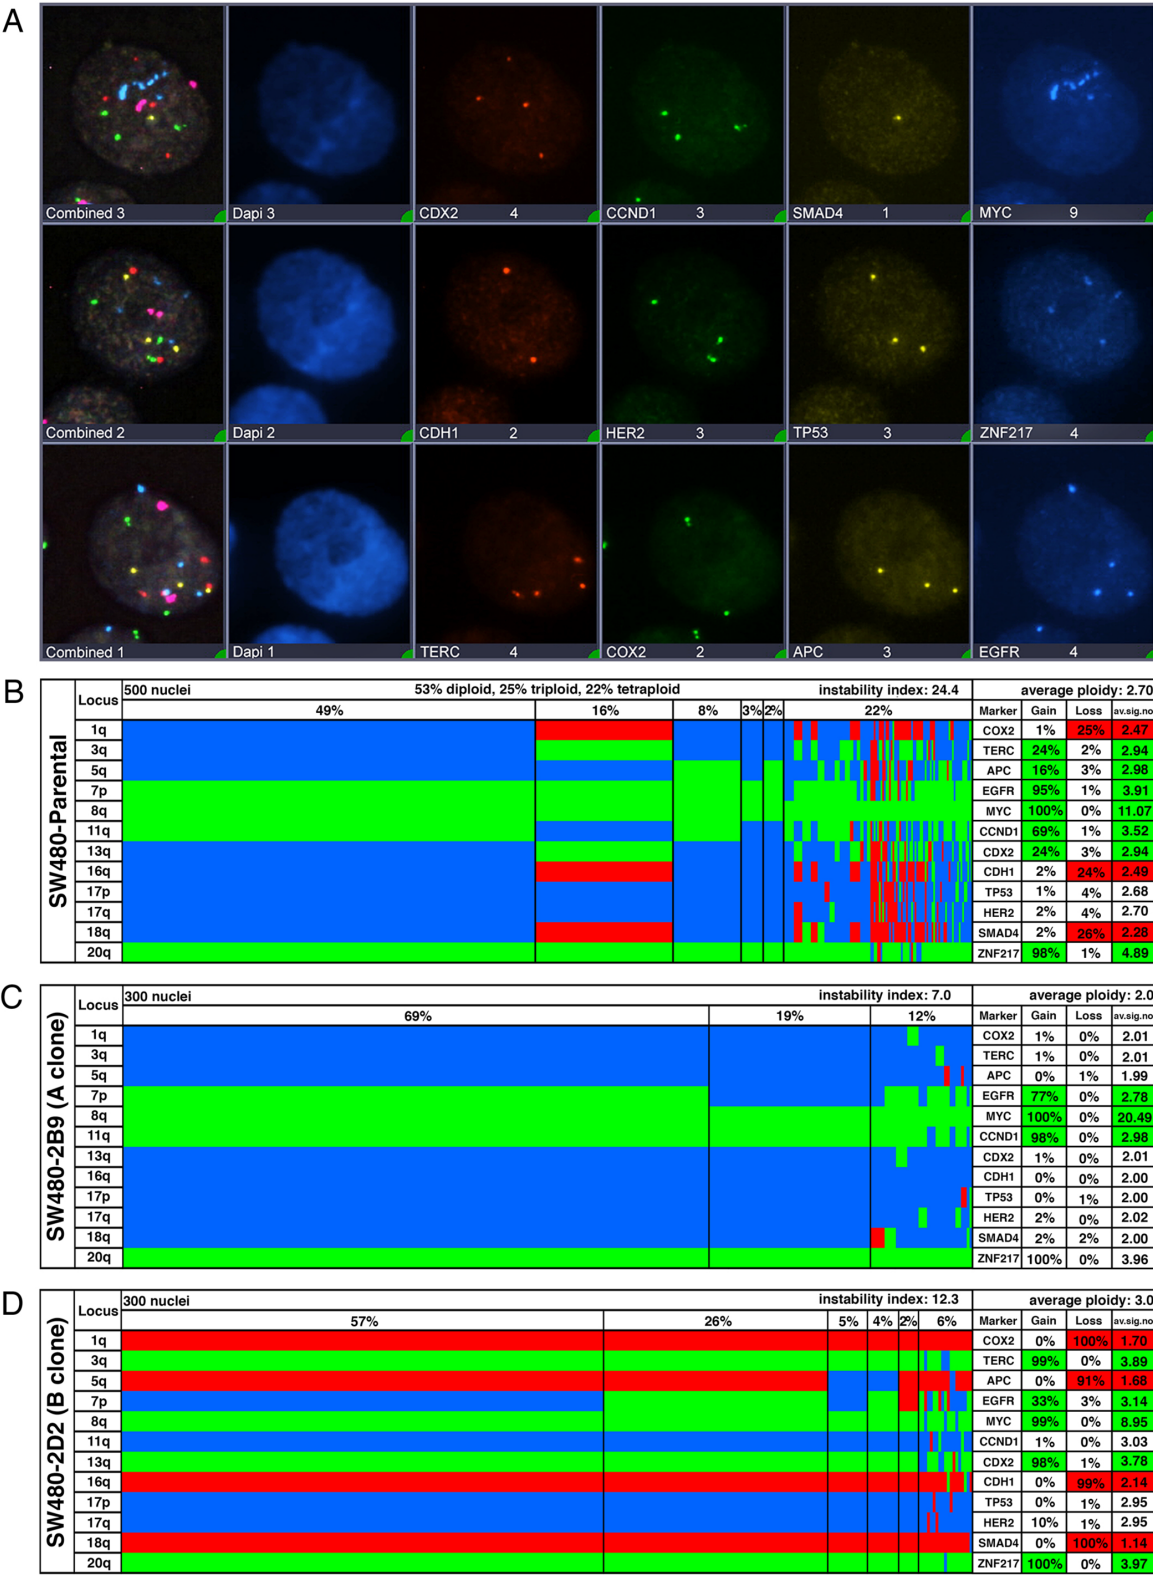 A
Combined 3 Dapi 3 CDX2 4 CCND1 3 SMAD4 1 MYC 9
Combined 2 Dapi 2 CDH1 2 HER2 3 TP53 3 ZNF217 4
Combined 1 Dapi 1 TERC 4 COX2 2 APC 3 EGFR 4
B
SW480-Parental
Locus 500 nuclei 53% diploid, 25% triploid, 22% tetraploid instability index: 24.4 average ploidy: 2.70
49% 16% 8% 3% 2% 22% Marker Gain Loss av.sig.no
1q COX2 1% 25% 2.47
3q TERC 24% 2% 2.94
5q APC 16% 3% 2.98
7p EGFR 95% 1% 3.91
8q MYC 100% 0% 11.07
11q CCND1 69% 1% 3.52
13q CDX2 24% 3% 2.94
16q CDH1 2% 24% 2.49
17p TP53 1% 4% 2.68
17q HER2 2% 4% 2.70
18q SMAD4 2% 26% 2.28
20q ZNF217 98% 1% 4.89
C
SW480-2B9 (A clone)
Locus 300 nuclei instability index: 7.0 average ploidy: 2.0
69% 19% 12% Marker Gain Loss av.sig.no
1q COX2 1% 0% 2.01
3q TERC 1% 0% 2.01
5q APC 0% 1% 1.99
7p EGFR 77% 0% 2.78
8q MYC 100% 0% 20.49
11q CCND1 98% 0% 2.98
13q CDX2 1% 0% 2.01
16q CDH1 0% 0% 2.00
17p TP53 0% 1% 2.00
17q HER2 2% 0% 2.02
18q SMAD4 2% 2% 2.00
20q ZNF217 100% 0% 3.96
D
SW480-2D2 (B clone)
Locus 300 nuclei instability index: 12.3 average ploidy: 3.0
57% 26% 5% 4% 2% 6% Marker Gain Loss av.sig.no
1q COX2 0% 100% 1.70
3q TERC 99% 0% 3.89
5q APC 0% 91% 1.68
7p EGFR 33% 3% 3.14
8q MYC 99% 0% 8.95
11q CCND1 1% 0% 3.03
13q CDX2 98% 1% 3.78
16q CDH1 0% 99% 2.14
17p TP53 0% 1% 2.95
17q HER2 10% 1% 2.95
18q SMAD4 0% 100% 1.14
20q ZNF217 100% 0% 3.97